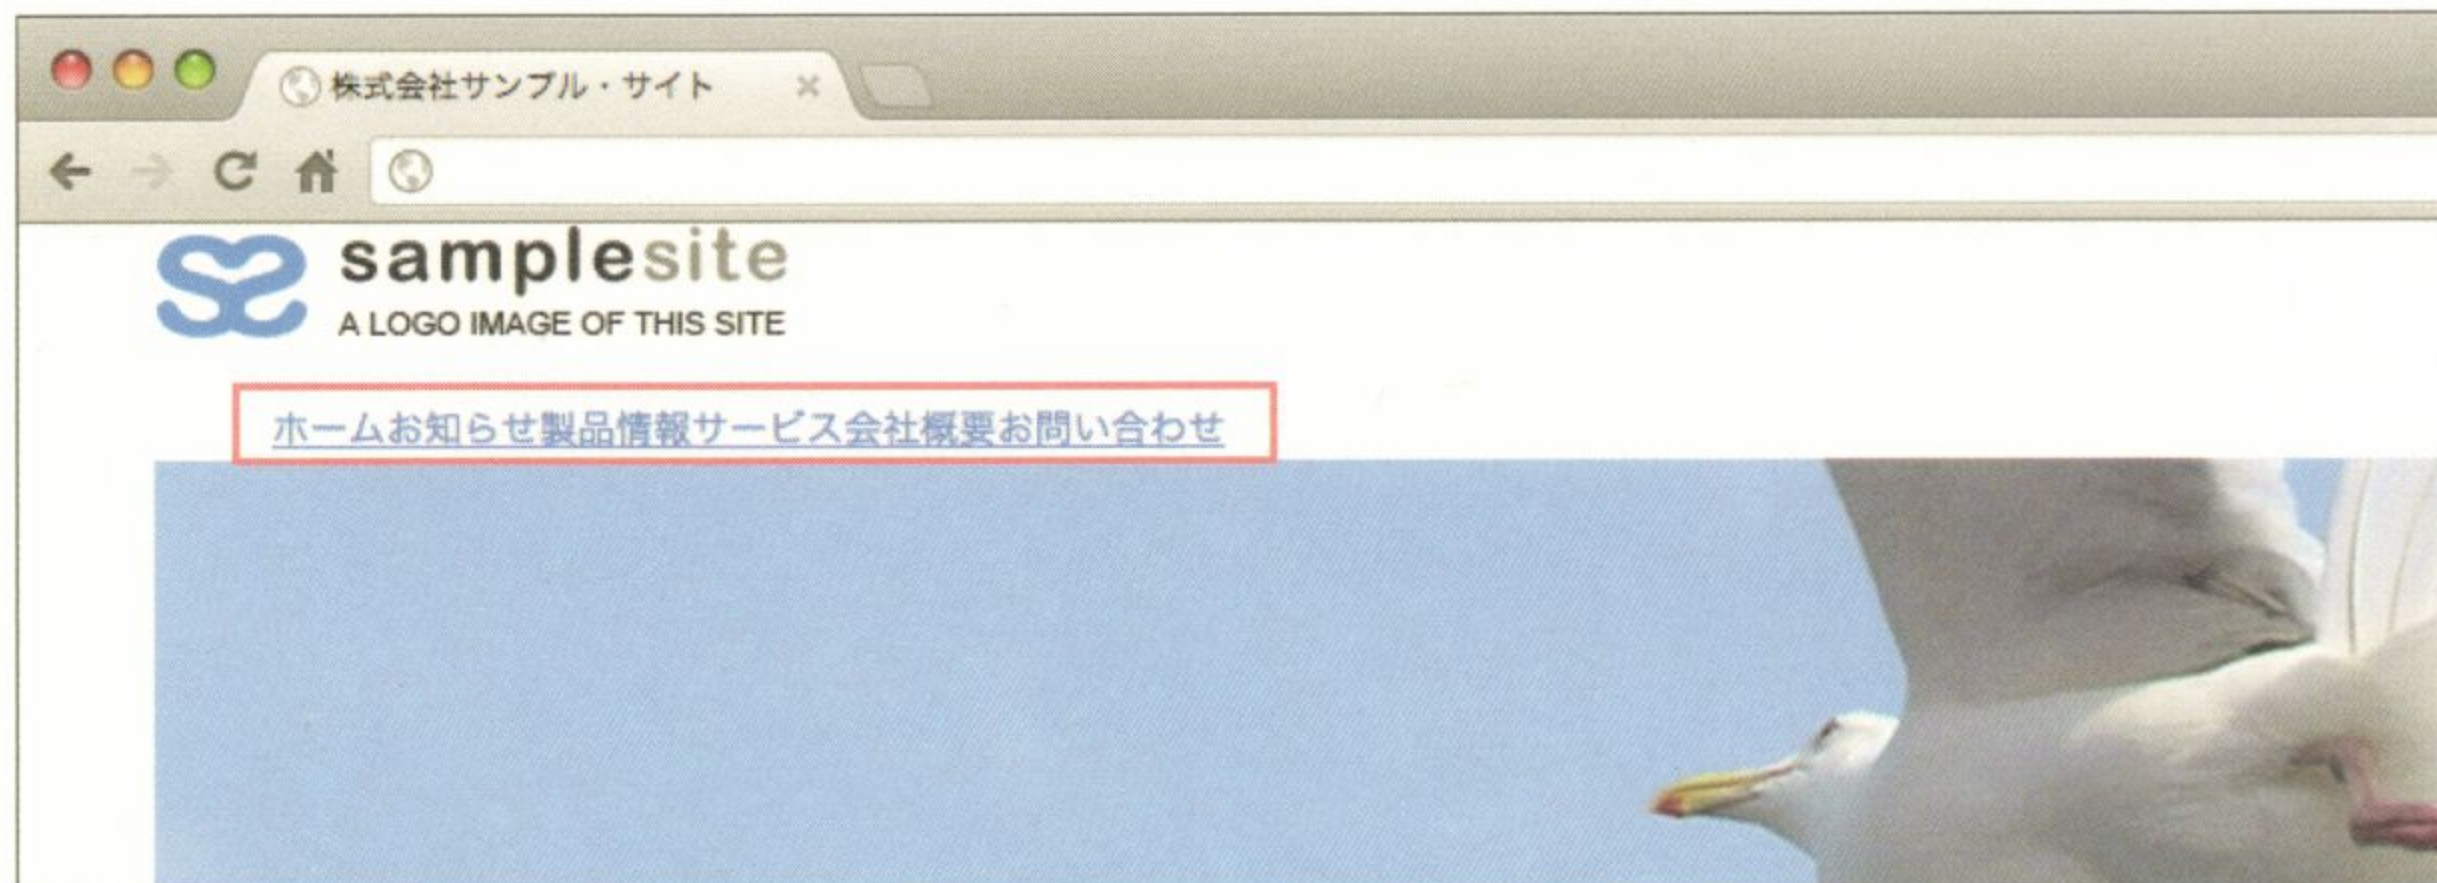 株式会社サンプル・サイト
samplesite
A LOGO IMAGE OF THIS SITE
ホームお知らせ製品情報サービス会社概要お問い合わせ